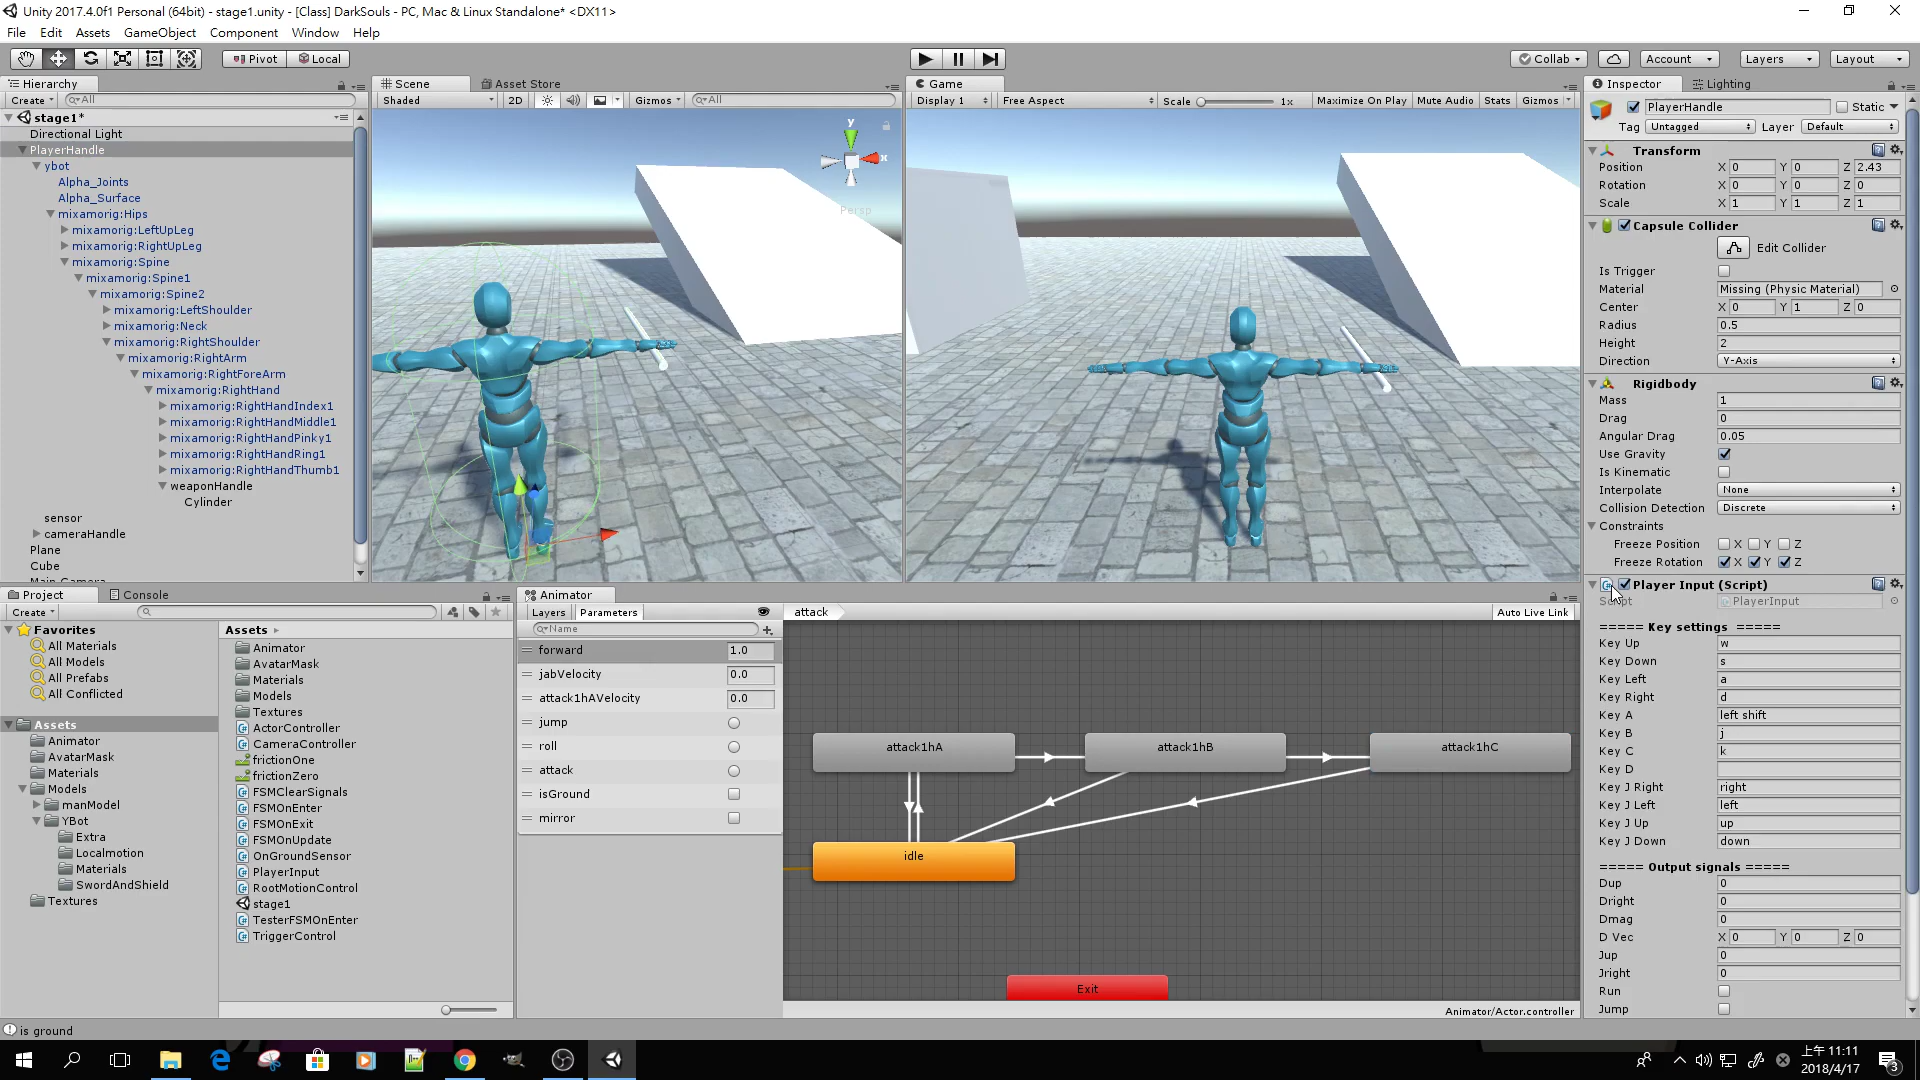 Unity 2017.4.0f1 Personal (64bit) - stage1.unity - [Class] DarkSouls - PC, Mac & Linux Standalone* <DX11>
File Edit Assets GameObject Component Window Help
Pivot Local
Collab Account Layers Layout
Hierarchy
Create All
stage1*
Directional Light
PlayerHandle
ybot
Alpha_Joints
Alpha_Surface
mixamorig:Hips
mixamorig:LeftUpLeg
mixamorig:RightUpLeg
mixamorig:Spine
mixamorig:Spine1
mixamorig:Spine2
mixamorig:LeftShoulder
mixamorig:Neck
mixamorig:RightShoulder
mixamorig:RightArm
mixamorig:RightForeArm
mixamorig:RightHand
mixamorig:RightHandIndex1
mixamorig:RightHandMiddle1
mixamorig:RightHandPinky1
mixamorig:RightHandRing1
mixamorig:RightHandThumb1
weaponHandle
Cylinder
sensor
cameraHandle
Plane
Cube
Main Camera
Scene Asset Store
Shaded 2D Gizmos All
y
x
Persp
Game
Display 1 Free Aspect Scale 1x Maximize On Play Mute Audio Stats Gizmos
Inspector Lighting
PlayerHandle Static
Tag Untagged Layer Default
Transform
Position X 0 Y 0 Z 2.43
Rotation X 0 Y 0 Z 0
Scale X 1 Y 1 Z 1
Capsule Collider
Edit Collider
Is Trigger
Material Missing (Physic Material)
Center X 0 Y 1 Z 0
Radius 0.5
Height 2
Direction Y-Axis
Rigidbody
Mass 1
Drag 0
Angular Drag 0.05
Use Gravity
Is Kinematic
Interpolate None
Collision Detection Discrete
Constraints
Freeze Position X Y Z
Freeze Rotation X Y Z
Player Input (Script)
Script PlayerInput
===== Key settings =====
Key Up w
Key Down s
Key Left a
Key Right d
Key A left shift
Key B j
Key C k
Key D
Key J Right right
Key J Left left
Key J Up up
Key J Down down
===== Output signals =====
Dup 0
Dright 0
Dmag 0
D Vec X 0 Y 0 Z 0
Jup 0
Jright 0
Run
Jump
Project Console
Create
Favorites
All Materials
All Models
All Prefabs
All Conflicted
Assets
Animator
AvatarMask
Materials
Models
manModel
YBot
Extra
Localmotion
Materials
SwordAndShield
Textures
Assets
Animator
AvatarMask
Materials
Models
Textures
ActorController
CameraController
frictionOne
frictionZero
FSMClearSignals
FSMOnEnter
FSMOnExit
FSMOnUpdate
OnGroundSensor
PlayerInput
RootMotionControl
stage1
TesterFSMOnEnter
TriggerControl
Animator
Layers Parameters
Name
forward 1.0
jabVelocity 0.0
attack1hAVelocity 0.0
jump
roll
attack
isGround
mirror
attack Auto Live Link
attack1hA attack1hB attack1hC
idle
Exit
Animator/Actor.controller
is ground
上午 11:11
2018/4/17
3